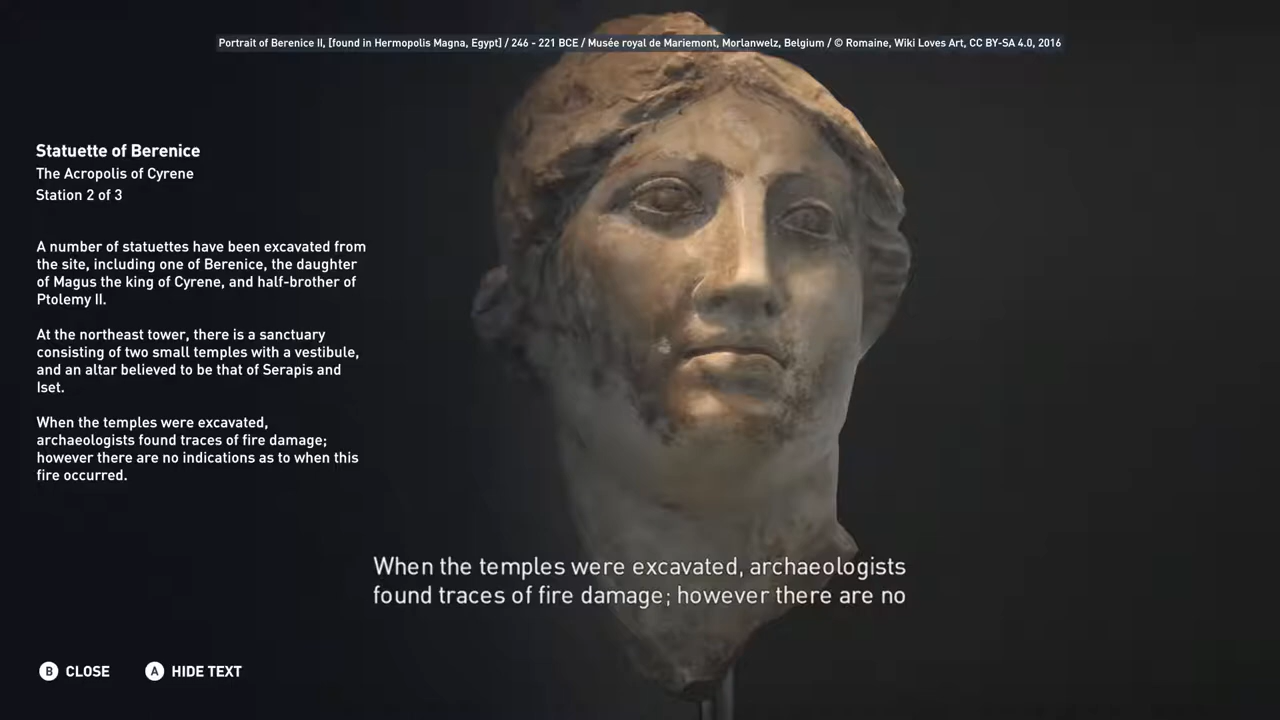 Portrait of Berenice II, [found in Hermopolis Magna, Egypt] / 246 - 221 BCE / Musée royal de Mariemont, Morlanwelz, Belgium / © Romaine, Wiki Loves Art, CC BY-SA 4.0, 2016
Statuette of Berenice
The Acropolis of Cyrene
Station 2 of 3
A number of statuettes have been excavated from
the site, including one of Berenice, the daughter
of Magus the king of Cyrene, and half-brother of
Ptolemy II.
At the northeast tower, there is a sanctuary
consisting of two small temples with a vestibule,
and an altar believed to be that of Serapis and
Iset.
When the temples were excavated,
archaeologists found traces of fire damage;
however there are no indications as to when this
fire occurred.
When the temples were excavated, archaeologists
found traces of fire damage; however there are no
B CLOSE A HIDE TEXT